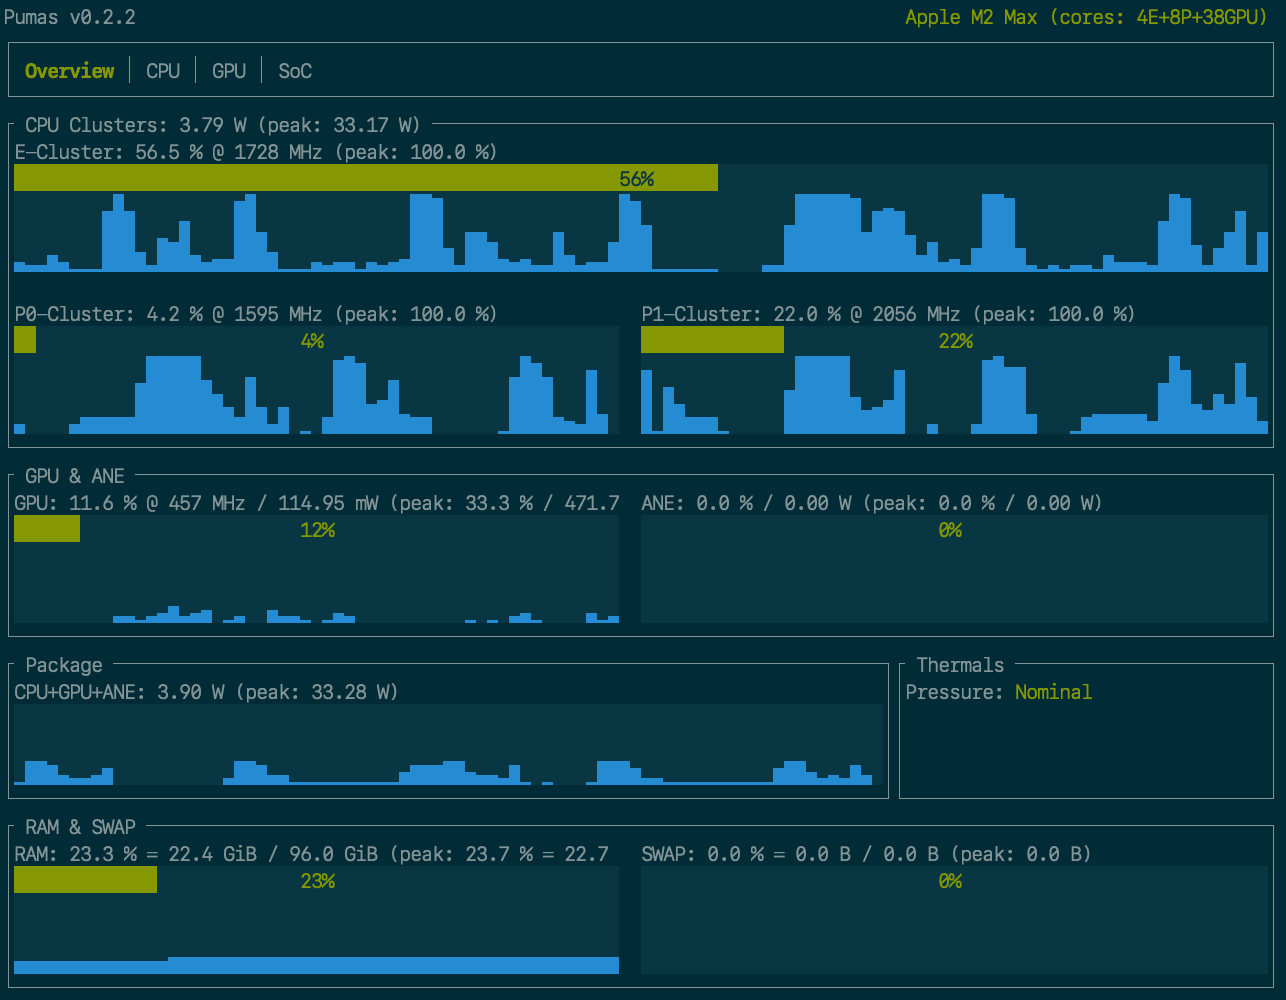 Pumas v0.2.2 Apple M2 Max (cores: 4E+8P+38GPU)
Overview │ CPU │ GPU │ SoC
CPU Clusters: 3.79 W (peak: 33.17 W)
E-Cluster: 56.5 % @ 1728 MHz (peak: 100.0 %)
56%
P0-Cluster: 4.2 % @ 1595 MHz (peak: 100.0 %) P1-Cluster: 22.0 % @ 2056 MHz (peak: 100.0 %)
4% 22%
GPU & ANE
GPU: 11.6 % @ 457 MHz / 114.95 mW (peak: 33.3 % / 471.7 ANE: 0.0 % / 0.00 W (peak: 0.0 % / 0.00 W)
12% 0%
Package Thermals
CPU+GPU+ANE: 3.90 W (peak: 33.28 W) Pressure: Nominal
RAM & SWAP
RAM: 23.3 % = 22.4 GiB / 96.0 GiB (peak: 23.7 % = 22.7 SWAP: 0.0 % = 0.0 B / 0.0 B (peak: 0.0 B)
23% 0%